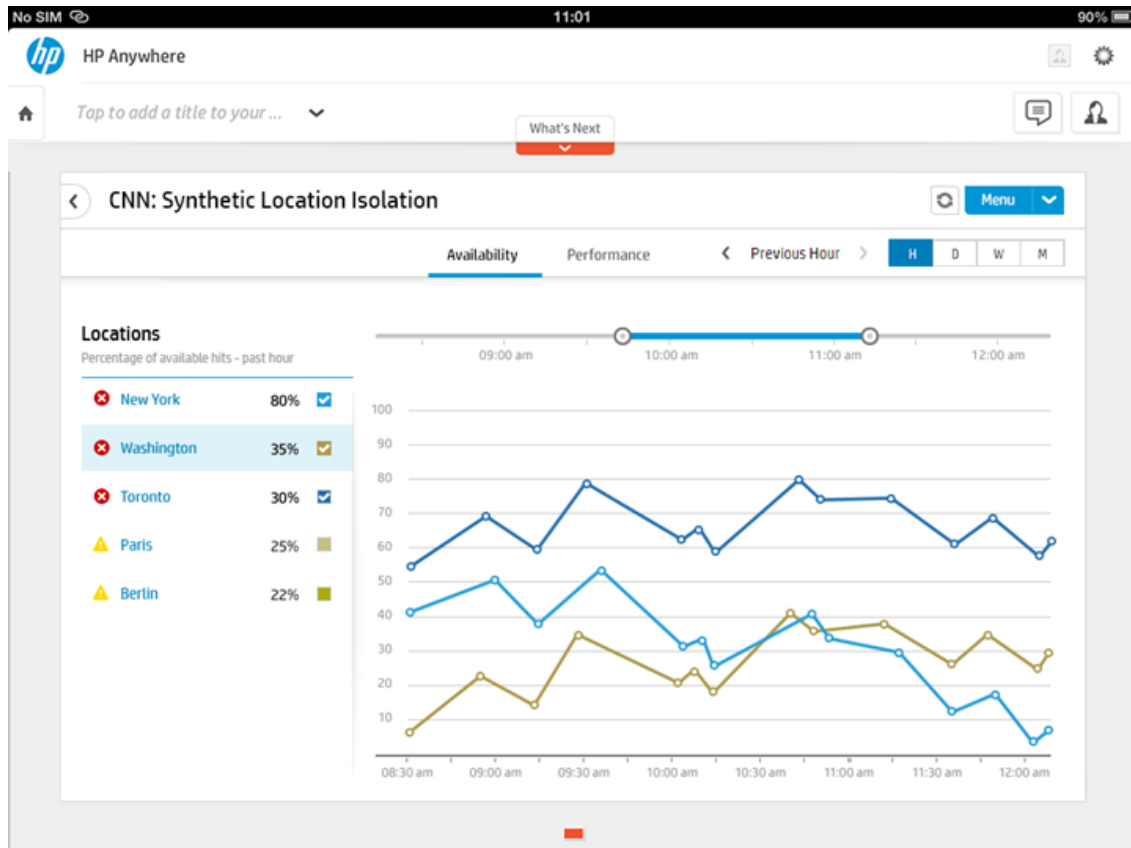 No SIM 11:01 90%
hp HP Anywhere
Tap to add a title to your ...
What's Next
CNN: Synthetic Location Isolation Menu
Availability Performance Previous Hour H D W M
Locations
Percentage of available hits - past hour
09:00 am 10:00 am 11:00 am 12:00 am
New York 80%
Washington 35%
Toronto 30%
Paris 25%
Berlin 22%
100
90
80
70
60
50
40
30
20
10
08:30 am 09:00 am 09:30 am 10:00 am 10:30 am 11:00 am 11:30 am 12:00 am